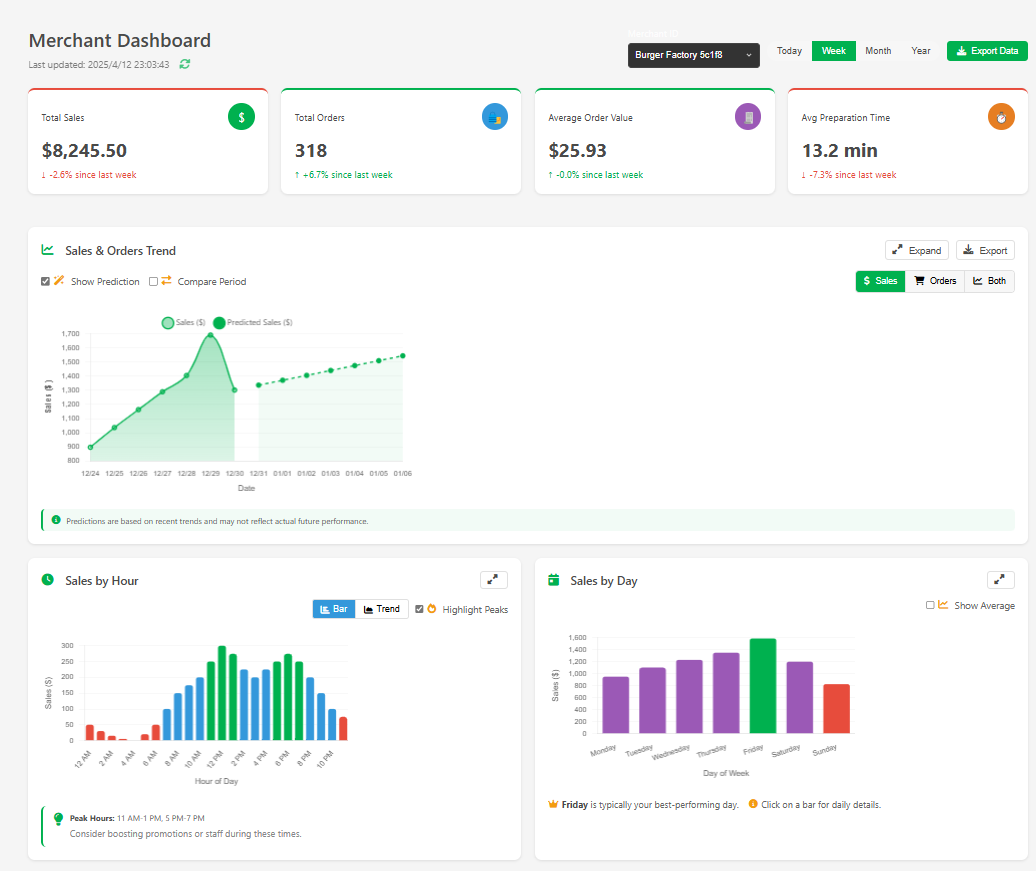 Merchant Dashboard
Last updated: 2025/4/12 23:03:43
Merchant ID
Burger Factory 5c1f8
Today Week Month Year Export Data
Total Sales
$8,245.50
↓ -2.6% since last week
Total Orders
318
↑ +6.7% since last week
Average Order Value
$25.93
↑ -0.0% since last week
Avg Preparation Time
13.2 min
↓ -7.3% since last week
Sales & Orders Trend
Expand Export
Show Prediction Compare Period
$ Sales Orders Both
Sales ($) Predicted Sales ($)
1,700
1,600
1,500
1,400
1,300
1,200
1,100
1,000
900
800
Sales ($)
12/24 12/25 12/26 12/27 12/28 12/29 12/30 12/31 01/01 01/02 01/03 01/04 01/05 01/06
Date
Predictions are based on recent trends and may not reflect actual future performance.
Sales by Hour
Bar Trend Highlight Peaks
300
250
200
150
100
50
0
Sales ($)
12 AM 2 AM 4 AM 6 AM 8 AM 10 AM 12 PM 2 PM 4 PM 6 PM 8 PM 10 PM
Hour of Day
Peak Hours: 11 AM-1 PM, 5 PM-7 PM
Consider boosting promotions or staff during these times.
Sales by Day
Show Average
1,600
1,400
1,200
1,000
800
600
400
200
0
Sales ($)
Monday Tuesday Wednesday Thursday Friday Saturday Sunday
Day of Week
Friday is typically your best-performing day. Click on a bar for daily details.